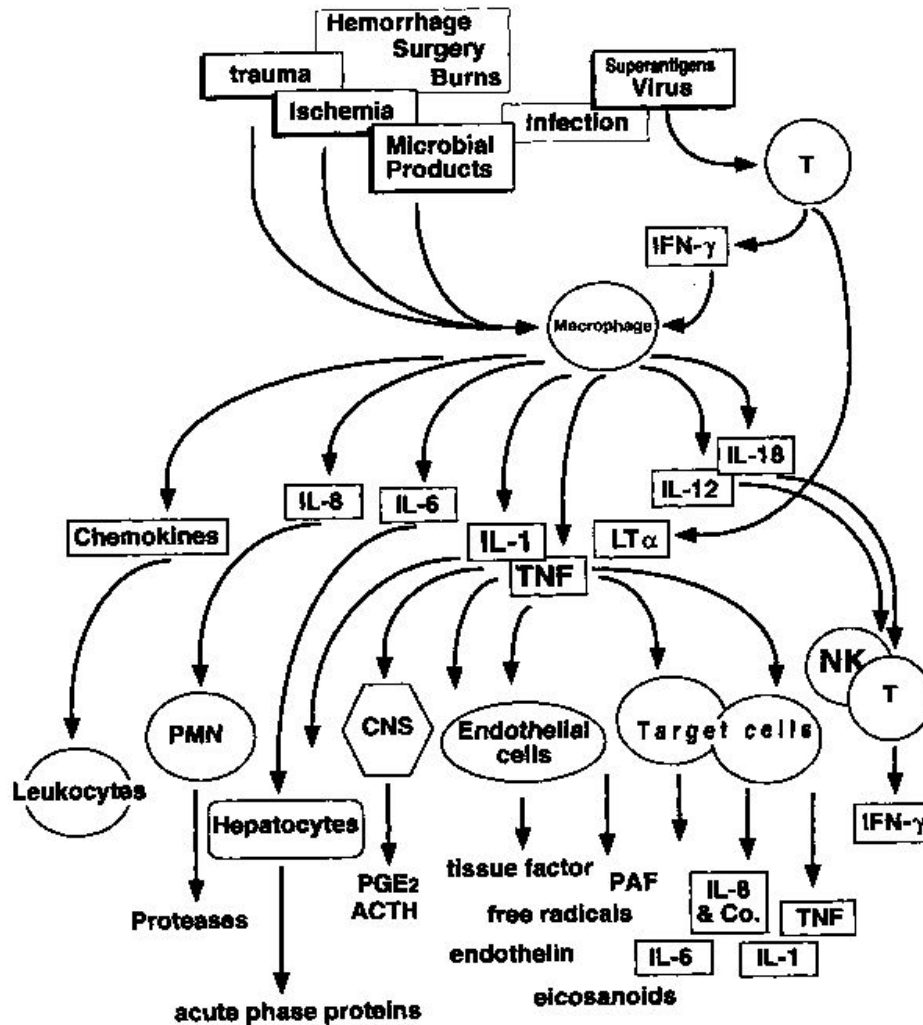 Hemorrhage
Surgery
Burns
trauma
Ischemia
Microbial
Products
Infection
Superantigens
Virus
T
IFN-γ
Macrophage
IL-18
IL-12
IL-8
IL-6
Chemokines
IL-1
TNF
LTα
NK
T
CNS
PMN
Endothelial
cells
Target cells
Leukocytes
Hepatocytes
IFN-γ
tissue factor
PGE2
ACTH
PAF
IL-8
& Co.
TNF
Proteases
free radicals
endothelin
IL-6
IL-1
eicosanoids
acute phase proteins